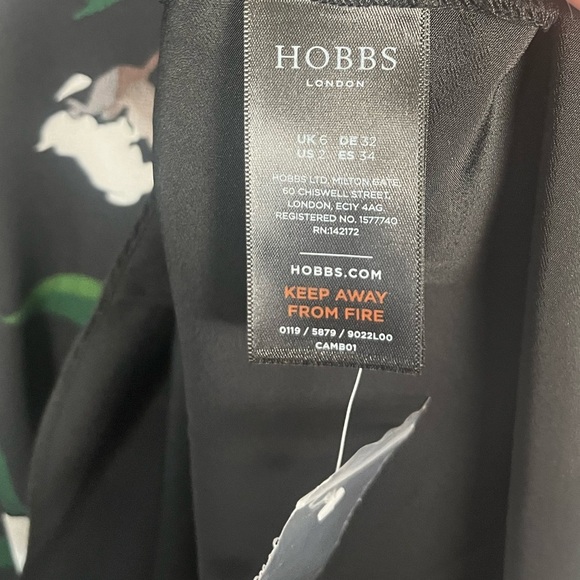 HOBBS
LONDON
UK 6 DE 32
US 2 ES 34
HOBBS LTD, MILTON GATE,
60 CHISWELL STREET,
LONDON, EC1Y 4AG
REGISTERED NO. 1577740
RN:142172
HOBBS.COM
KEEP AWAY
FROM FIRE
0119 / 5879 / 9022L00
CAMB01